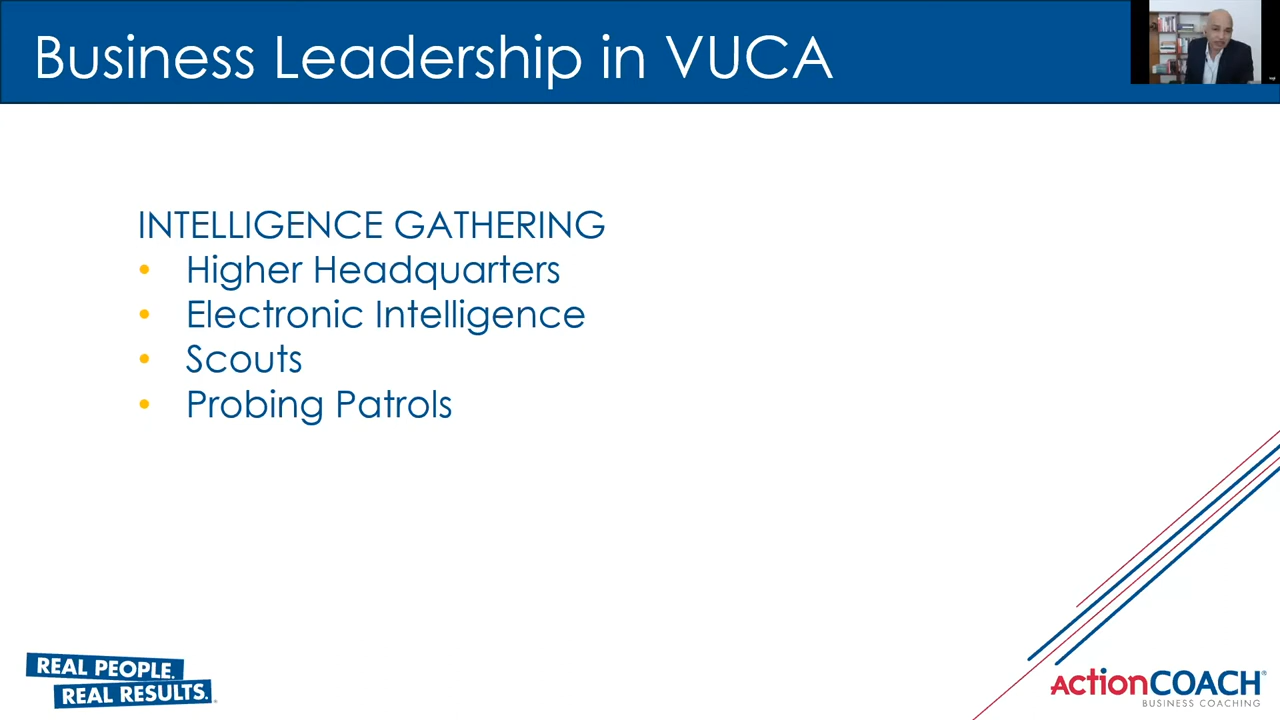 Business Leadership in VUCA
INTELLIGENCE GATHERING
• Higher Headquarters
• Electronic Intelligence
• Scouts
• Probing Patrols
REAL PEOPLE.
REAL RESULTS.
ActionCOACH®
BUSINESS COACHING